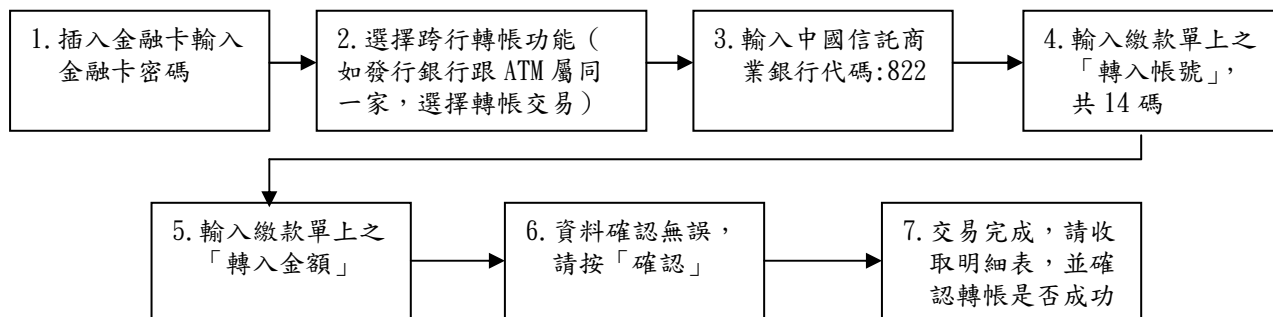 1.插入金融卡輸入
金融卡密碼
2.選擇跨行轉帳功能（
如發行銀行跟 ATM 屬同
一家，選擇轉帳交易）
3.輸入中國信託商
業銀行代碼:822
4.輸入繳款單上之
「轉入帳號」，
共 14 碼
5.輸入繳款單上之
「轉入金額」
6.資料確認無誤，
請按「確認」
7.交易完成，請收
取明細表，並確
認轉帳是否成功